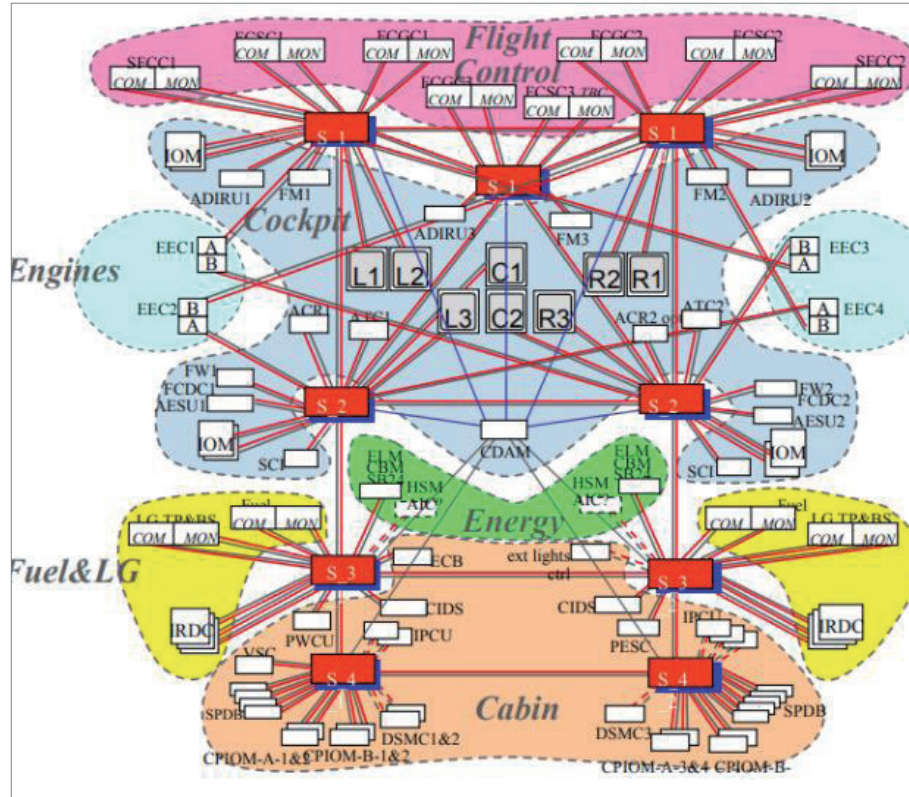 FCSC1
FCGC1
Flight
Control
FCGC2
FCSC2
SFCC1
COM MON
COM MON
COM MON
FCGC3
COM MON
FCSC3
COM MON
COM MON
COM MON
SFCC2
COM MON
S_1
S_1
S_1
IOM
ADIRU1
FM1
FM2
ADIRU2
IOM
Cockpit
ADIRU3
FM3
EEC1
A
B
Engines
EEC2
B
A
L1
L2
C1
R2
R1
L3
C2
R3
B
A
EEC3
A
B
EEC4
ACR
ATC1
ACR2
ATC2
FW1
FCDC1
AESU1
IOM
SCI
S_2
S_2
CDAM
FW2
FCDC2
AESU2
IOM
SCI
ELM
CBM
HSM
ELM
CBM
HSM
Energy
Fuel
LG TP&BS
COM MON
COM MON
Fuel
LG TP&BS
COM MON
COM MON
Fuel&LG
S_3
ECB
ext lights
ctrl
S_3
IRDC
CIDS
CIDS
IRDC
PWCU
IPCU
PESC
IPCU
VSC
S_4
S_4
SPDB
Cabin
SPDB
DSMC1&2
DSMC3
CPIOM-A-1&2
CPIOM-B-1&2
CPIOM-A-3&4
CPIOM-B-